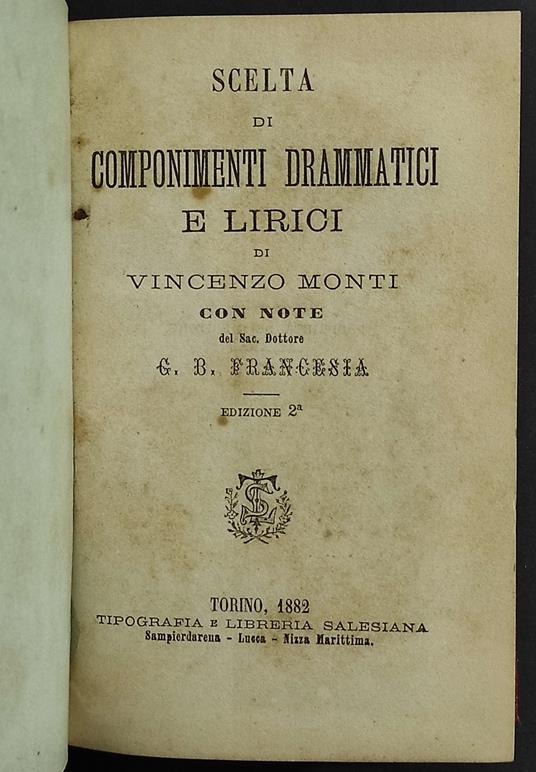 SCELTA
DI
COMPONIMENTI DRAMMATICI
E LIRICI
DI
VINCENZO MONTI
CON NOTE
del Sac. Dottore
G. B. FRANCESIA
EDIZIONE 2ª
TORINO, 1882
TIPOGRAFIA E LIBRERIA SALESIANA
Sampierdarena - Lucca - Nizza Marittima.